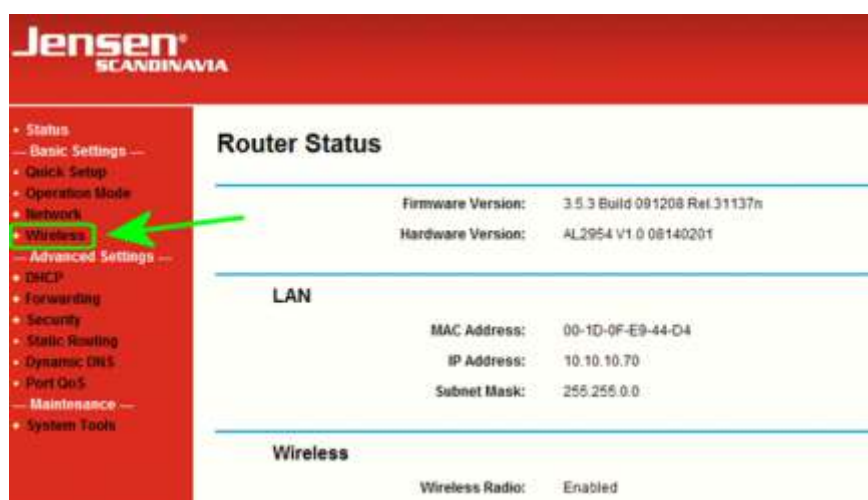 Jensen
SCANDINAVIA
Status
— Basic Settings —
Quick Setup
Operation Mode
Network
Wireless
— Advanced Settings —
DHCP
Forwarding
Security
Static Routing
Dynamic DNS
Port QoS
— Maintenance —
System Tools
Router Status
Firmware Version: 3.5.3 Build 091208 Rel.31137n
Hardware Version: AL2954 V1.0 08140201
LAN
MAC Address: 00-1D-0F-E9-44-D4
IP Address: 10.10.10.70
Subnet Mask: 255.255.0.0
Wireless
Wireless Radio: Enabled